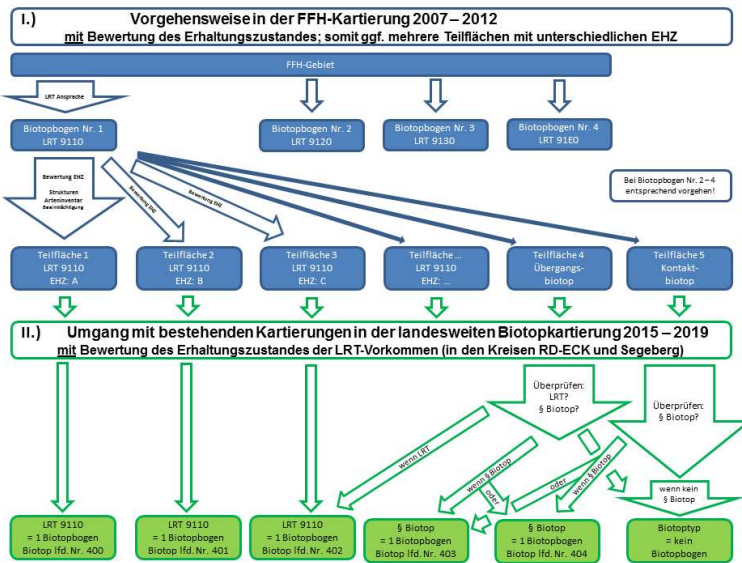 I.) Vorgehensweise in der FFH-Kartierung 2007 – 2012
mit Bewertung des Erhaltungszustandes; somit ggf. mehrere Teilflächen mit unterschiedlichen EHZ
FFH-Gebiet
LRT Ansprache
Biotopbogen Nr. 1
LRT 9110
Biotopbogen Nr. 2
LRT 9120
Biotopbogen Nr. 3
LRT 9130
Biotopbogen Nr. 4
LRT 91E0
Bewertung EHZ
Strukturen
Arteninventar
Beeinträchtigung
Bewertung EHZ
Bewertung EHZ
Bei Biotopbogen Nr. 2 – 4
entsprechend vorgehen!
Teilfläche 1
LRT 9110
EHZ: A
Teilfläche 2
LRT 9110
EHZ: B
Teilfläche 3
LRT 9110
EHZ: C
Teilfläche ...
LRT 9110
EHZ: ...
Teilfläche 4
Übergangs-
biotop
Teilfläche 5
Kontakt-
biotop
II.) Umgang mit bestehenden Kartierungen in der landesweiten Biotopkartierung 2015 – 2019
mit Bewertung des Erhaltungszustandes der LRT-Vorkommen (in den Kreisen RD-ECK und Segeberg)
Überprüfen:
LRT?
§ Biotop?
Überprüfen:
§ Biotop?
wenn LRT
wenn § Biotop
oder
oder
wenn § Biotop
wenn kein
§ Biotop
LRT 9110
= 1 Biotopbogen
Biotop lfd. Nr. 400
LRT 9110
= 1 Biotopbogen
Biotop lfd. Nr. 401
LRT 9110
= 1 Biotopbogen
Biotop lfd. Nr. 402
§ Biotop
= 1 Biotopbogen
Biotop lfd. Nr. 403
§ Biotop
= 1 Biotopbogen
Biotop lfd. Nr. 404
Biotoptyp
= kein
Biotopbogen